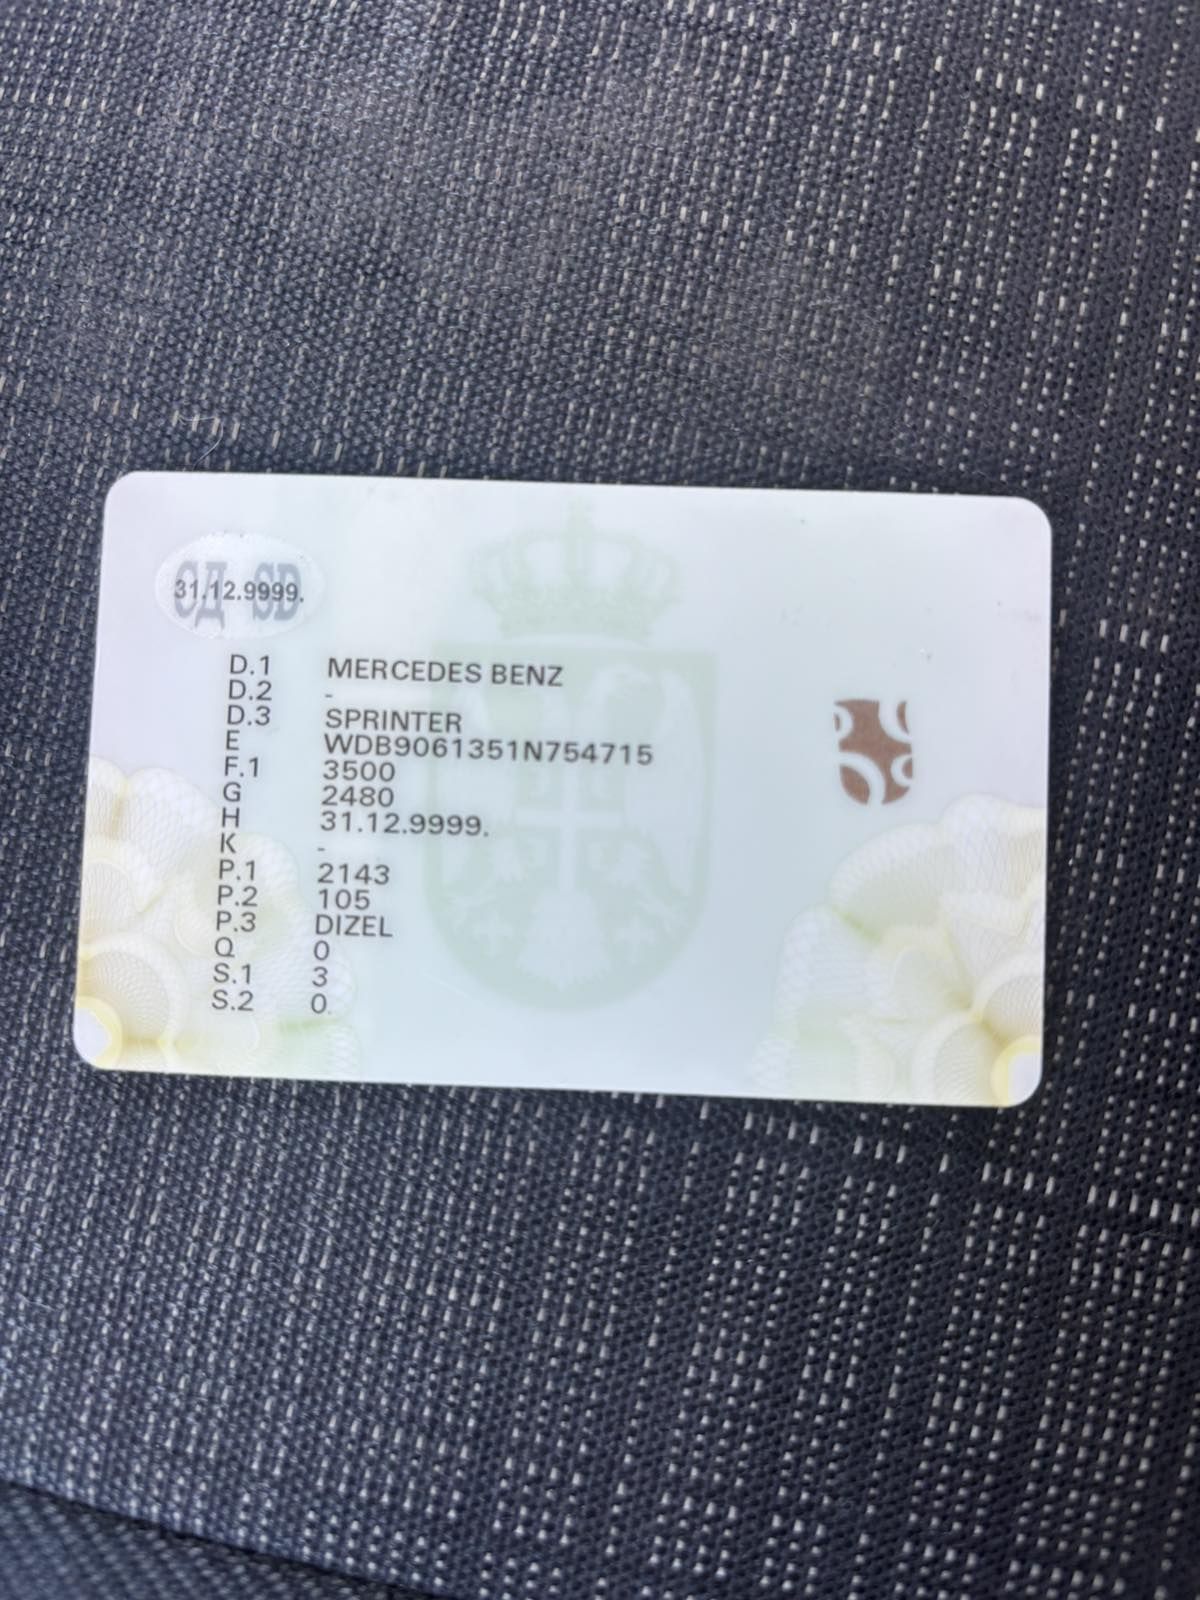 СД SD
31.12.9999.
D.1 MERCEDES BENZ
D.2 -
D.3 SPRINTER
E WDB9061351N754715
F.1 3500
G 2480
H 31.12.9999.
K -
P.1 2143
P.2 105
P.3 DIZEL
Q 0
S.1 3
S.2 0